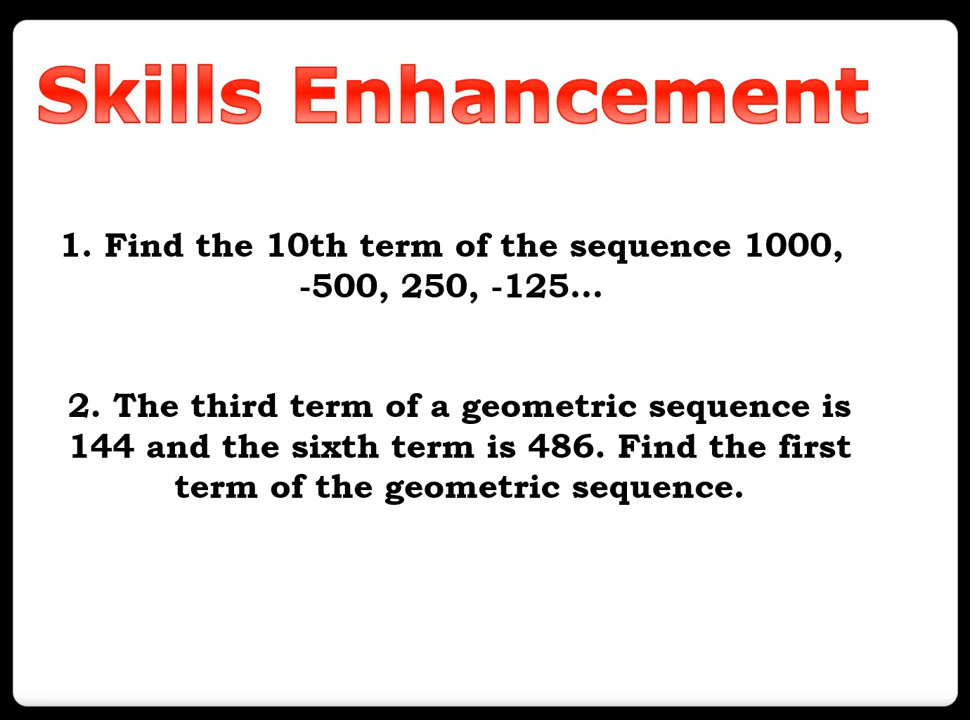 Skills Enhancement
1. Find the 10th term of the sequence 1000,
-500, 250, -125...
2. The third term of a geometric sequence is
144 and the sixth term is 486. Find the first
term of the geometric sequence.